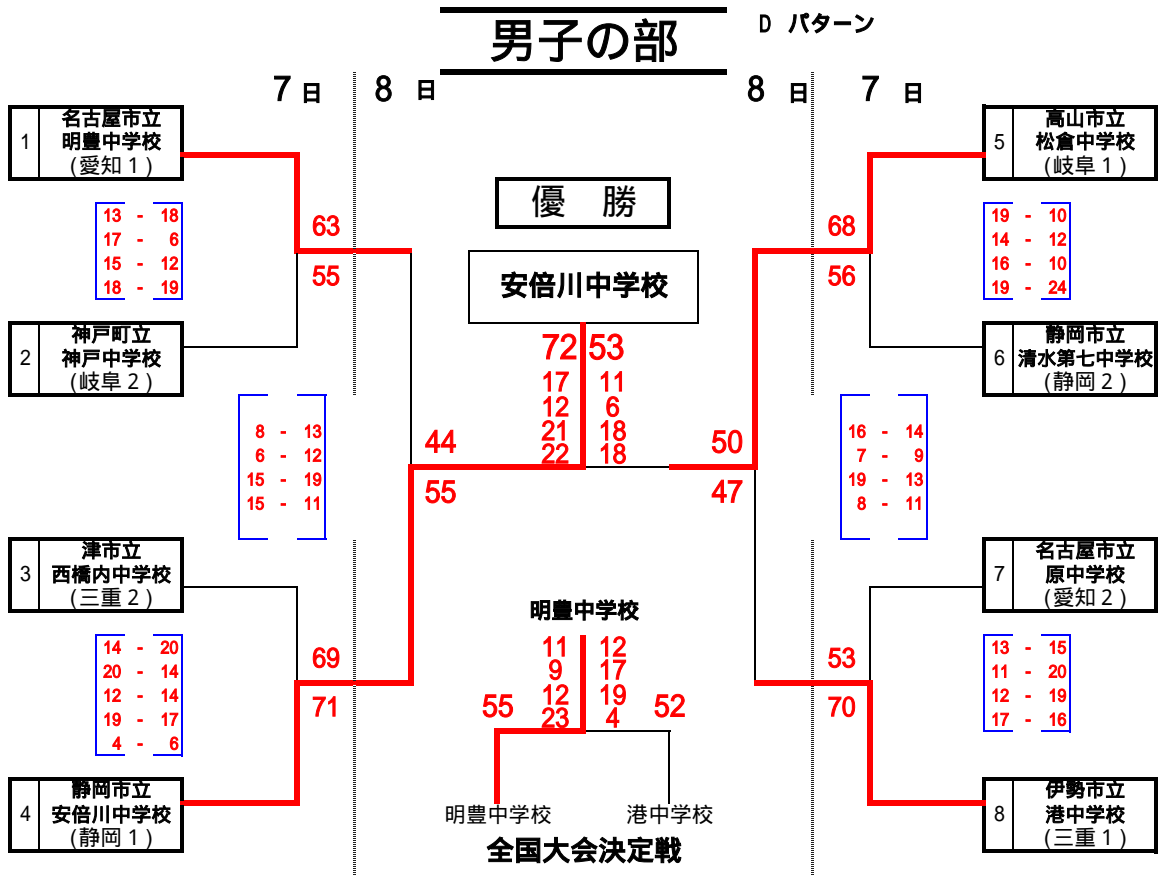 男子の部
D パターン
7日
8日
8日
7日
1
名古屋市立
明豊中学校
(愛知1)
13 - 18
17 - 6
15 - 12
18 - 19
63
55
2
神戸町立
神戸中学校
(岐阜2)
8 - 13
6 - 12
15 - 19
15 - 11
44
55
3
津市立
西橋内中学校
(三重2)
14 - 20
20 - 14
12 - 14
19 - 17
4 - 6
69
71
4
静岡市立
安倍川中学校
(静岡1)
優 勝
安倍川中学校
72 53
17 11
12 6
21 18
22 18
明豊中学校
11 12
9 17
12 19
23 4
55
52
明豊中学校
港中学校
全国大会決定戦
5
高山市立
松倉中学校
(岐阜1)
68
56
19 - 10
14 - 12
16 - 10
19 - 24
6
静岡市立
清水第七中学校
(静岡2)
50
47
16 - 14
7 - 9
19 - 13
8 - 11
7
名古屋市立
原中学校
(愛知2)
53
70
13 - 15
11 - 20
12 - 19
17 - 16
8
伊勢市立
港中学校
(三重1)